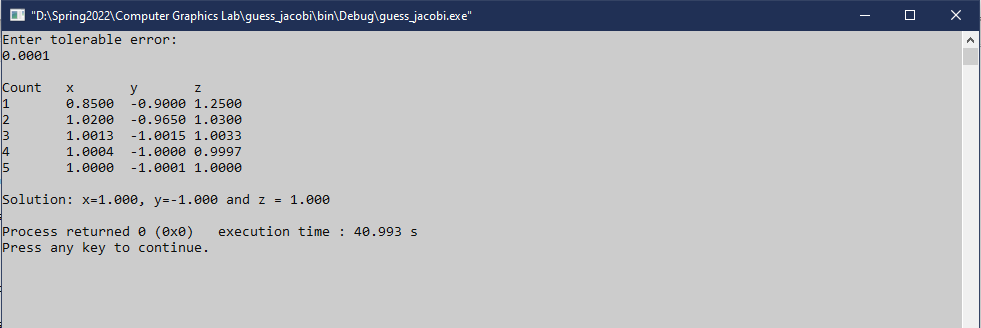 "D:\Spring2022\Computer Graphics Lab\guess_jacobi\bin\Debug\guess_jacobi.exe"
Enter tolerable error:
0.0001
Count x y z
1 0.8500 -0.9000 1.2500
2 1.0200 -0.9650 1.0300
3 1.0013 -1.0015 1.0033
4 1.0004 -1.0000 0.9997
5 1.0000 -1.0001 1.0000
Solution: x=1.000, y=-1.000 and z = 1.000
Process returned 0 (0x0) execution time : 40.993 s
Press any key to continue.